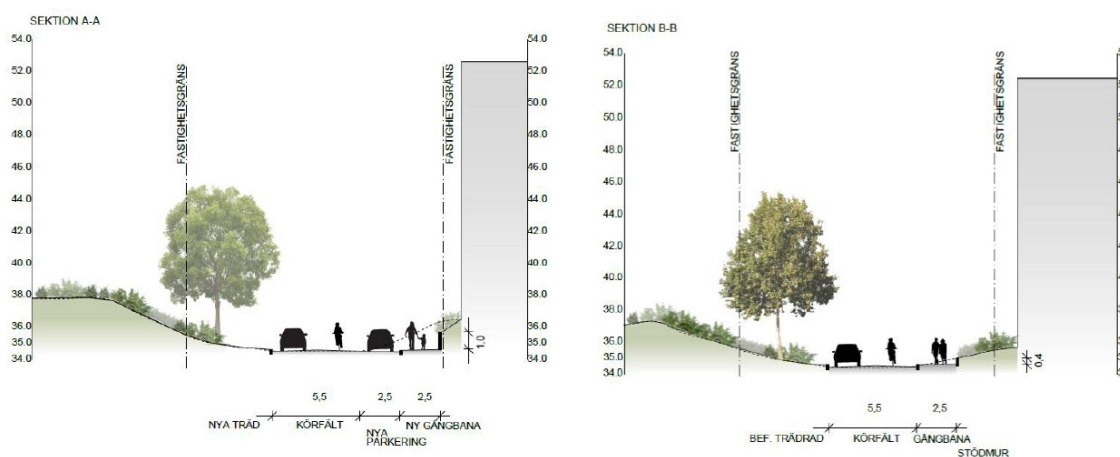 SEKTION A-A
54.0
52.0
50.0
48.0
46.0
44.0
42.0
40.0
38.0
36.0
35.0
34.0
FASTIGHETSGRÄNS
FASTIGHETSGRÄNS
54.0
52.0
50.0
48.0
46.0
44.0
42.0
40.0
38.0
36.0
35.0
34.0
1,0
5,5
2,5
2,5
NYA TRÄD
KÖRFÄLT
NYA
PARKERING
NY GÅNGBANA
SEKTION B-B
54.0
52.0
50.0
48.0
46.0
44.0
42.0
40.0
38.0
36.0
35.0
34.0
FASTIGHETSGRÄNS
FASTIGHETSGRÄNS
0,4
5,5
2,5
BEF. TRÄDRAD
KÖRFÄLT
GÅNGBANA
STÖDMUR